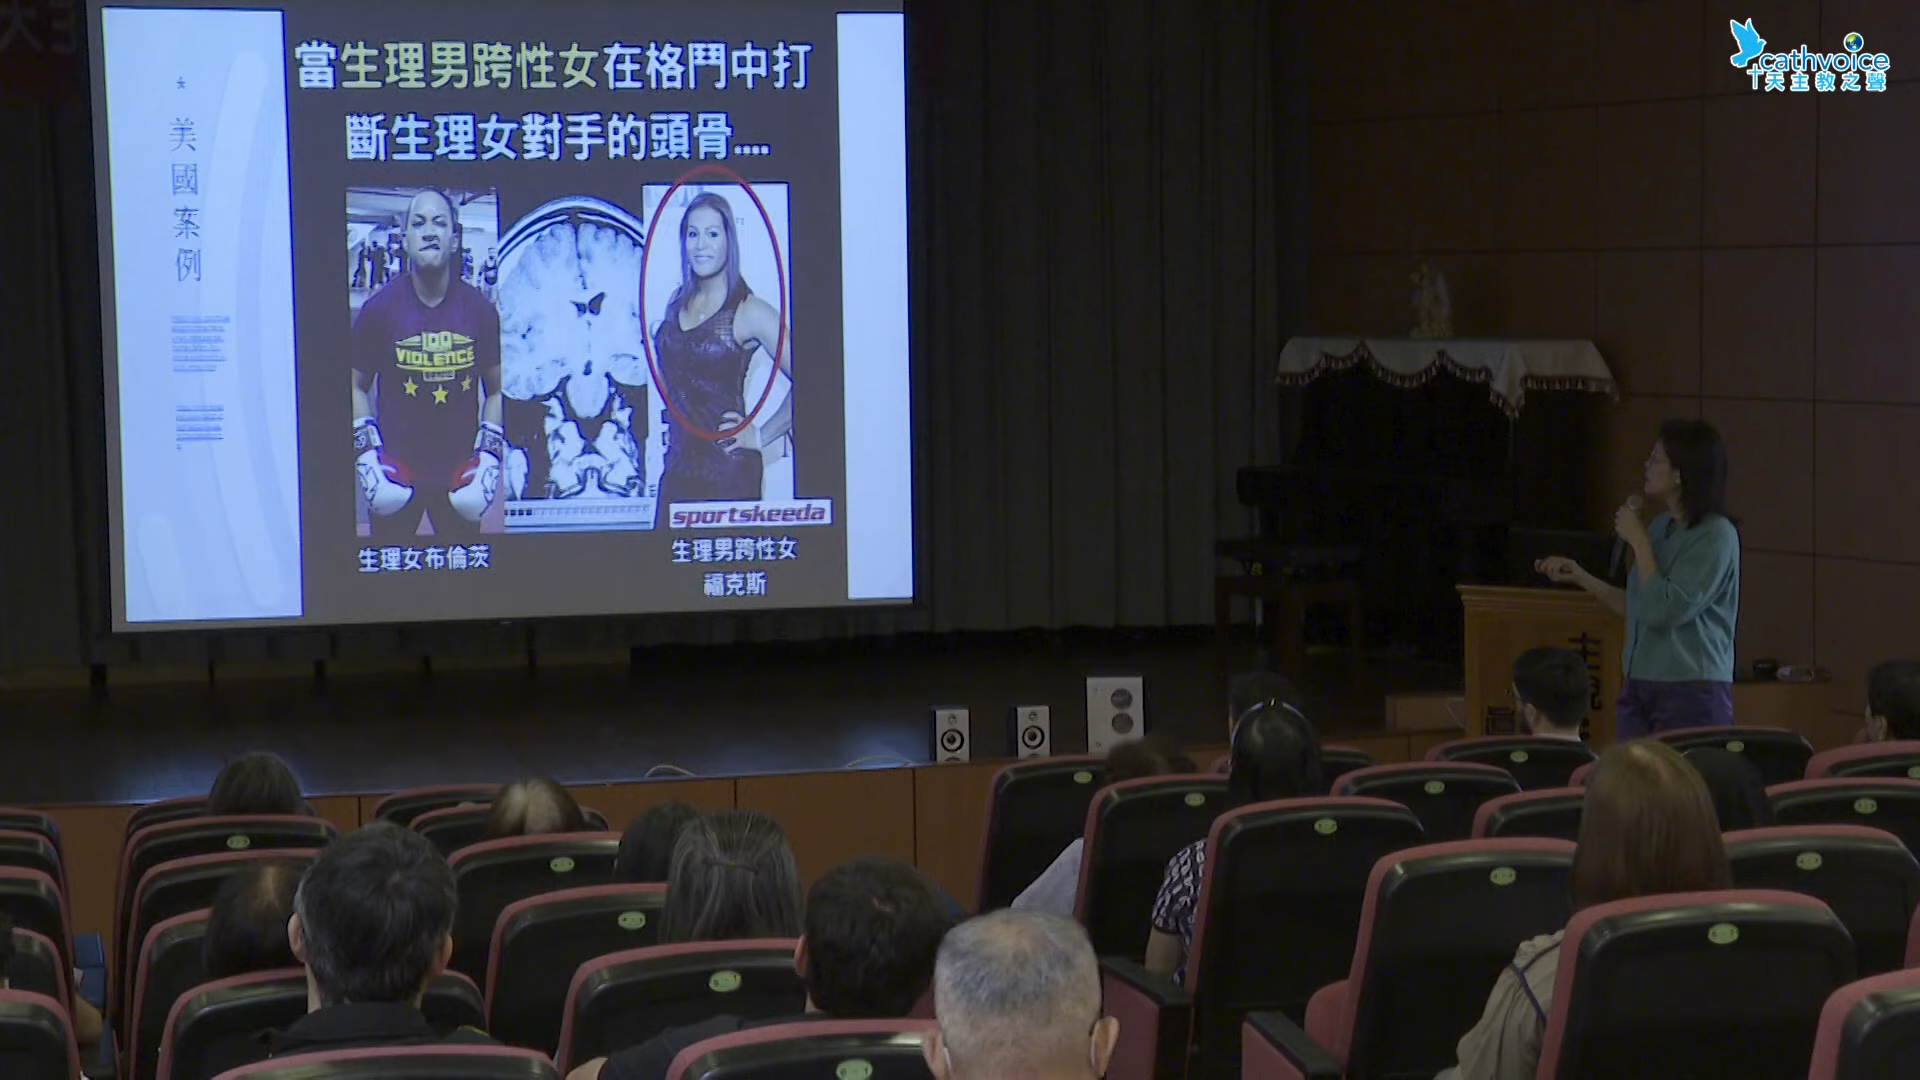 cathvoice
天主教之聲
美國案例
當生理男跨性女在格鬥中打
斷生理女對手的頭骨....
100
VIOLENCE
sportskeeda
生理女布倫茨
生理男跨性女
福克斯